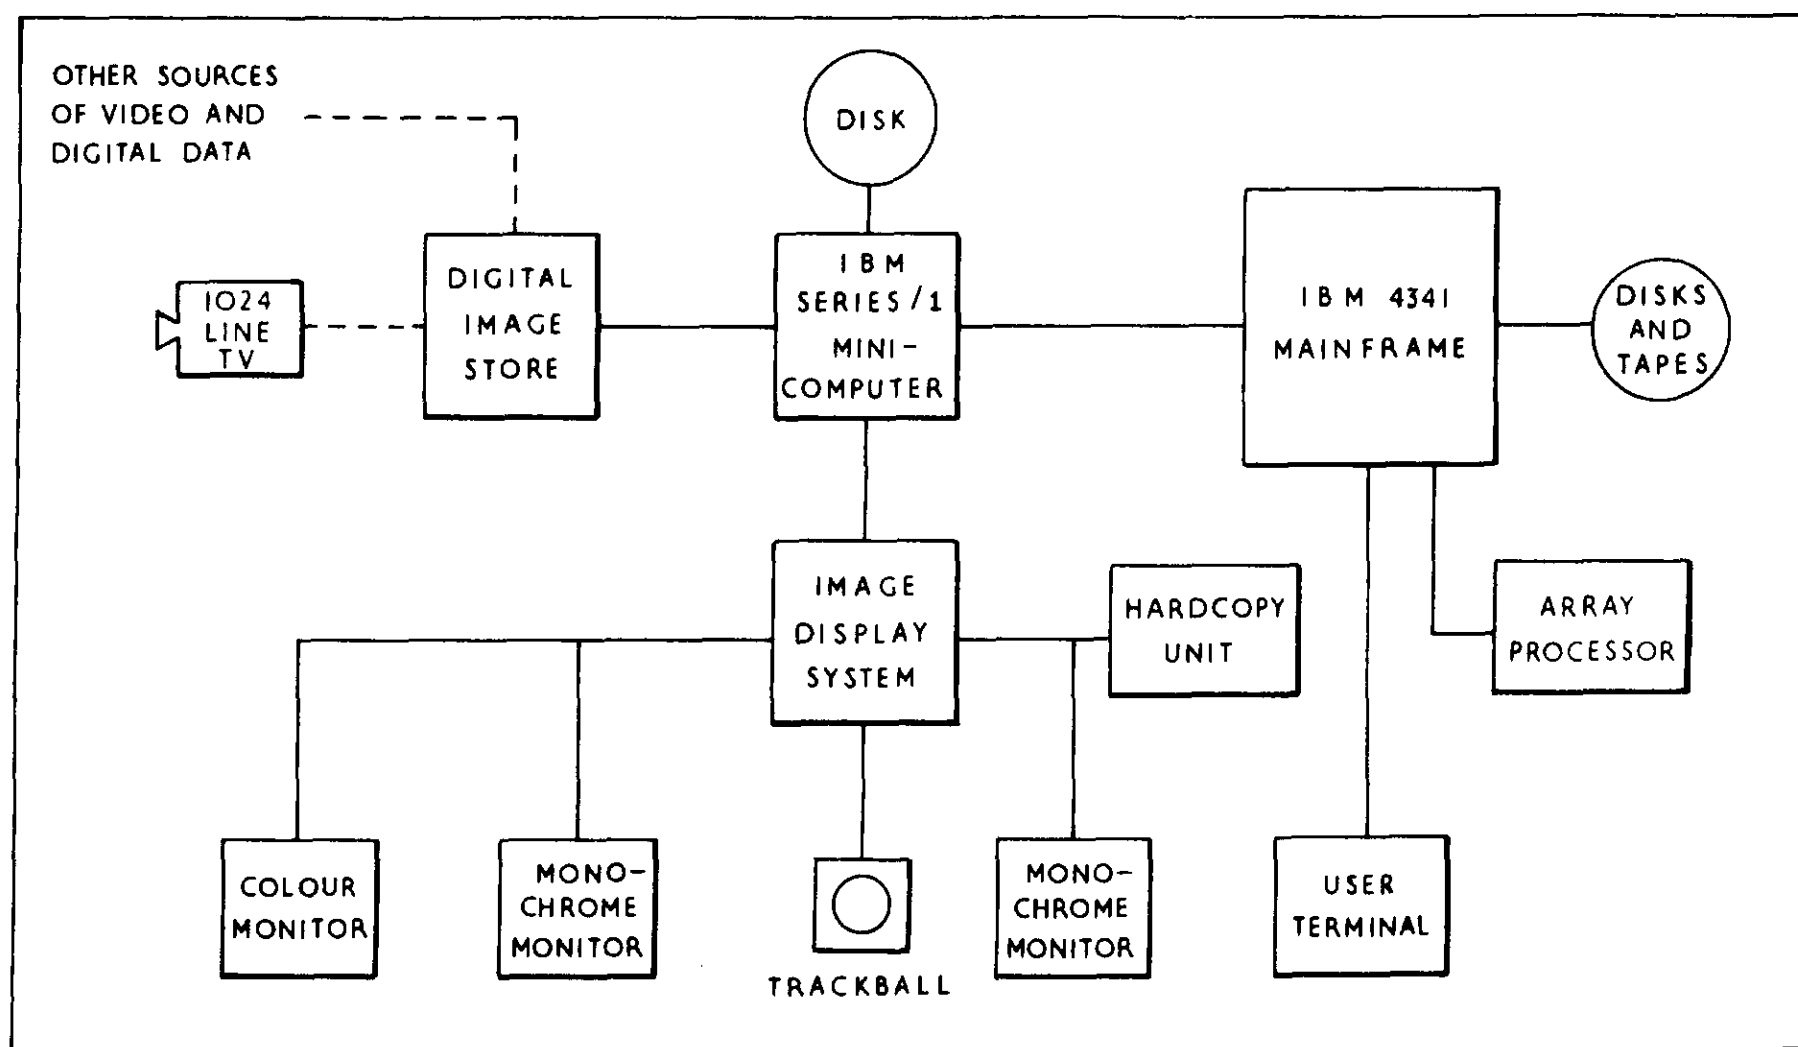 OTHER SOURCES
OF VIDEO AND
DIGITAL DATA
DISK
1024
LINE
TV
DIGITAL
IMAGE
STORE
IBM
SERIES/1
MINI-
COMPUTER
IBM 4341
MAINFRAME
DISKS
AND
TAPES
IMAGE
DISPLAY
SYSTEM
HARDCOPY
UNIT
ARRAY
PROCESSOR
COLOUR
MONITOR
MONO-
CHROME
MONITOR
TRACKBALL
MONO-
CHROME
MONITOR
USER
TERMINAL